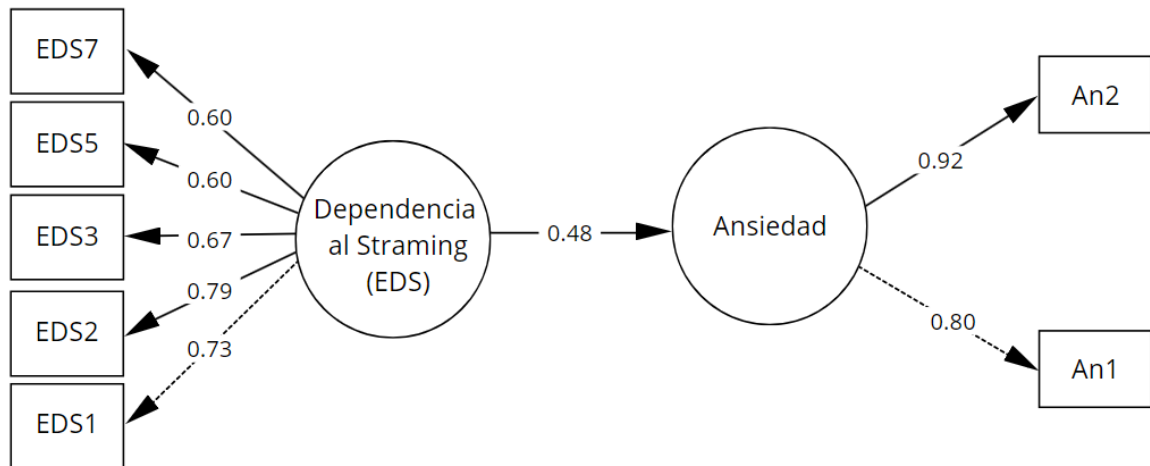 EDS7
EDS5
EDS3
EDS2
EDS1
0.60
0.60
0.67
0.79
0.73
Dependencia
al Straming
(EDS)
0.48
Ansiedad
0.92
0.80
An2
An1